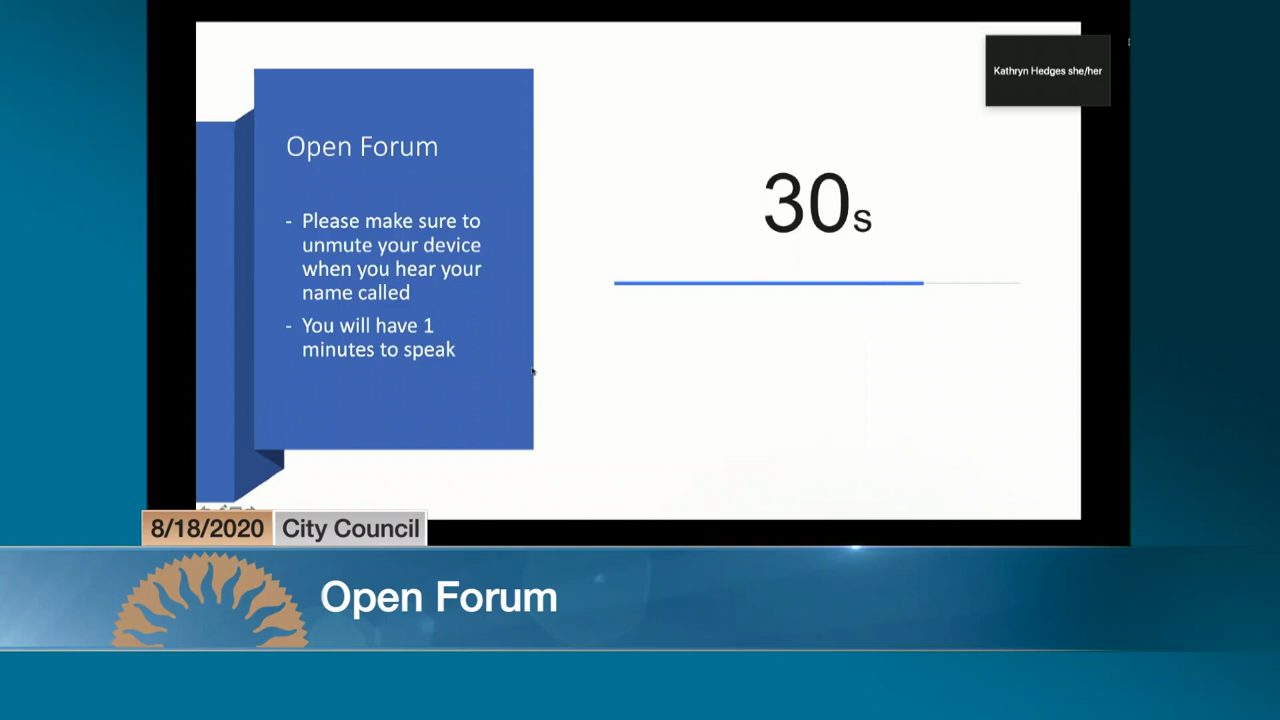 Kathryn Hedges she/her
Open Forum
- Please make sure to
unmute your device
when you hear your
name called
- You will have 1
minutes to speak
30s
8/18/2020 City Council
Open Forum